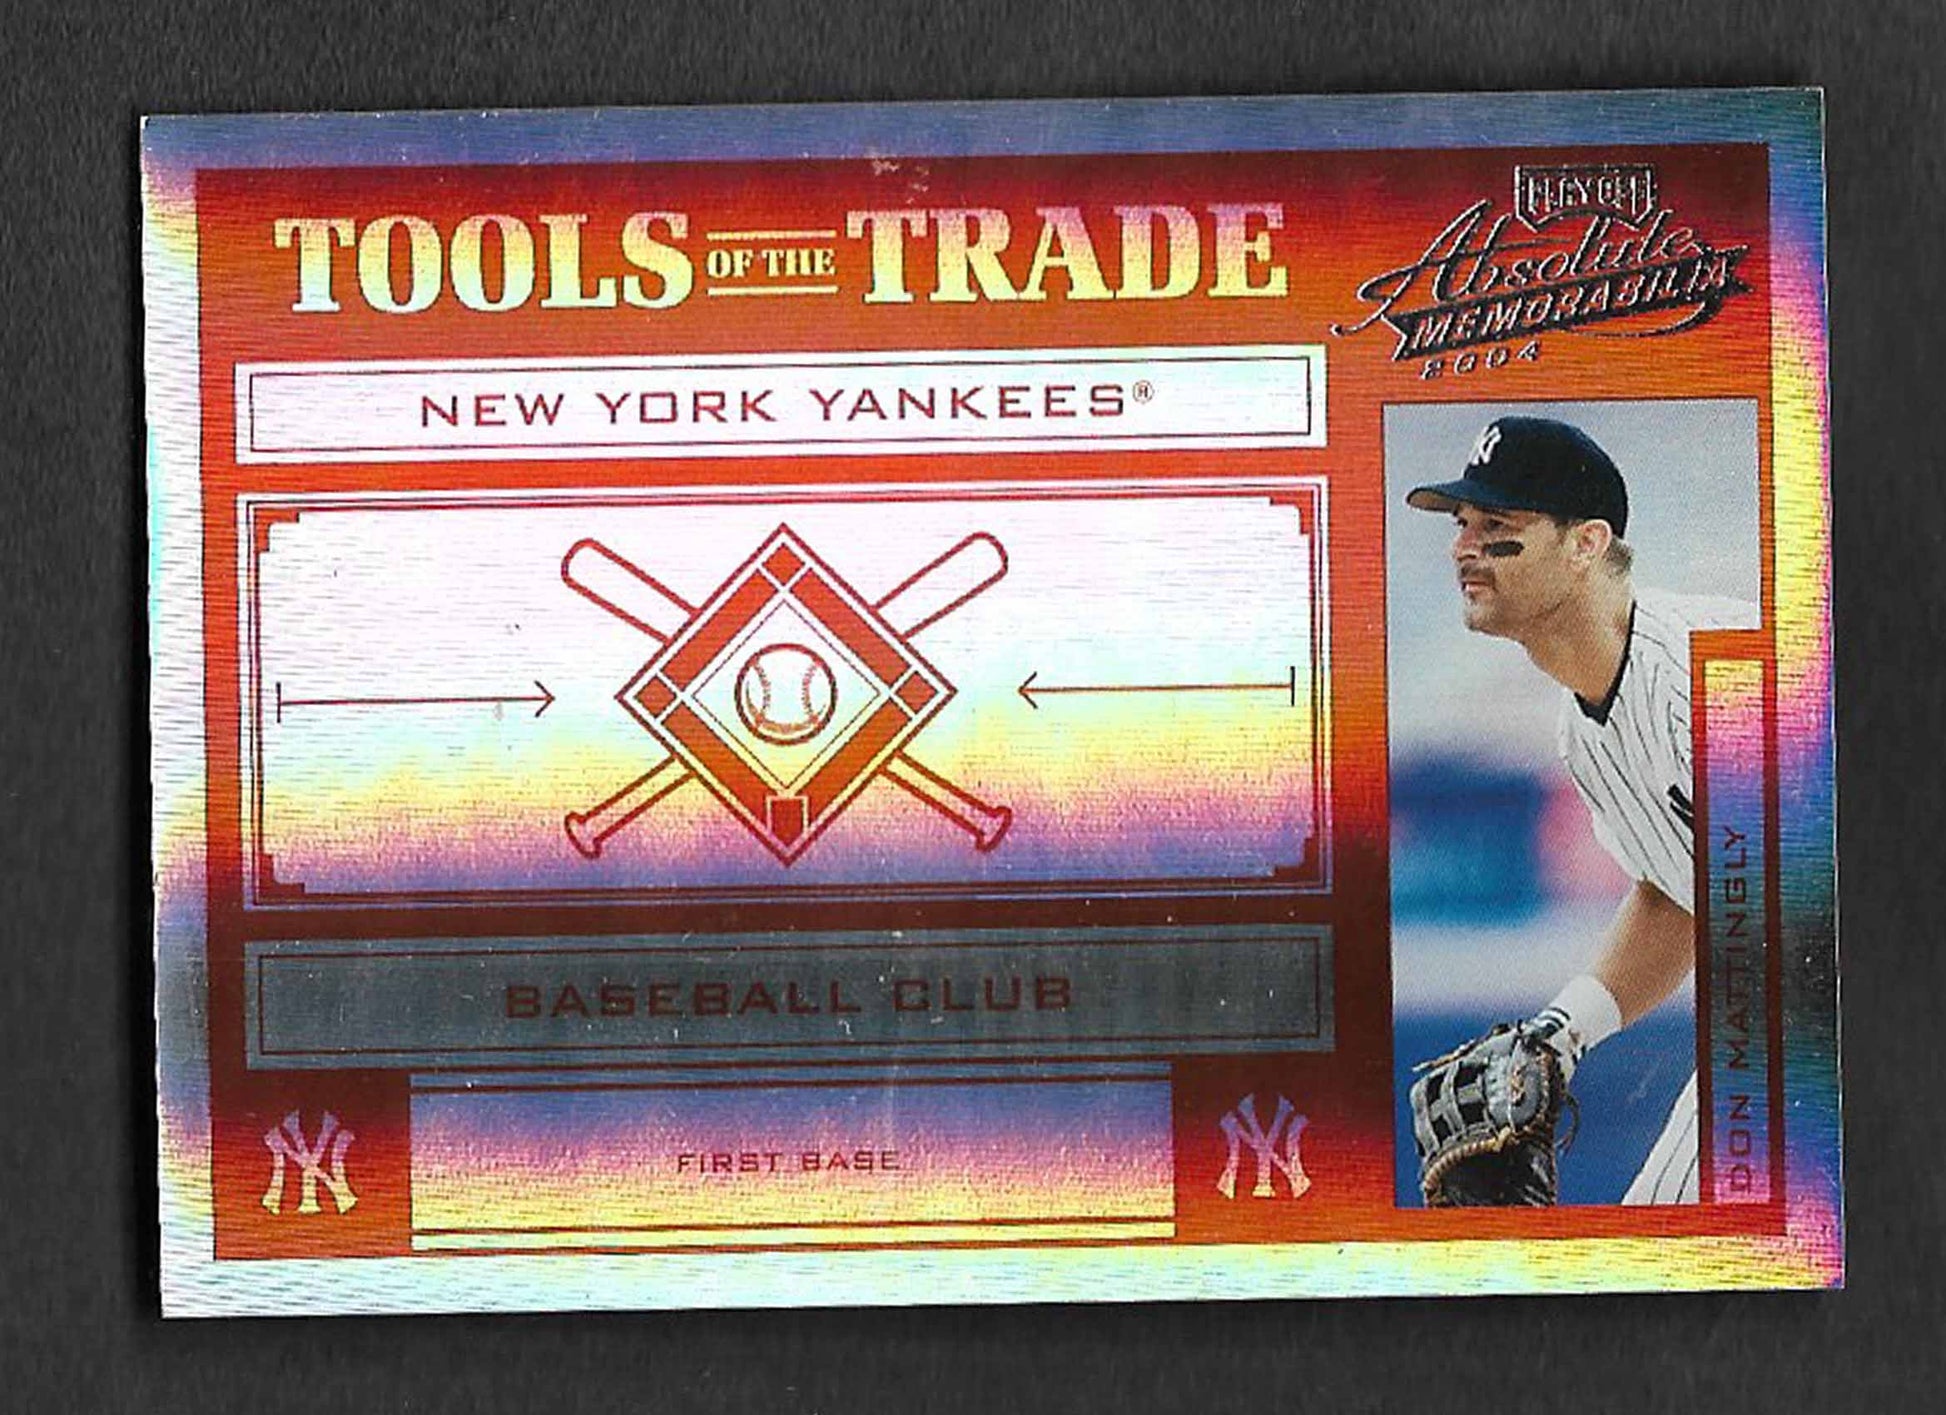 TOOLS OF THE TRADE
PLAYOFF
Absolute
MEMORABILIA
2004
NEW YORK YANKEES®
NY
BASEBALL CLUB
NY
FIRST BASE
NY
DON MATTINGLY